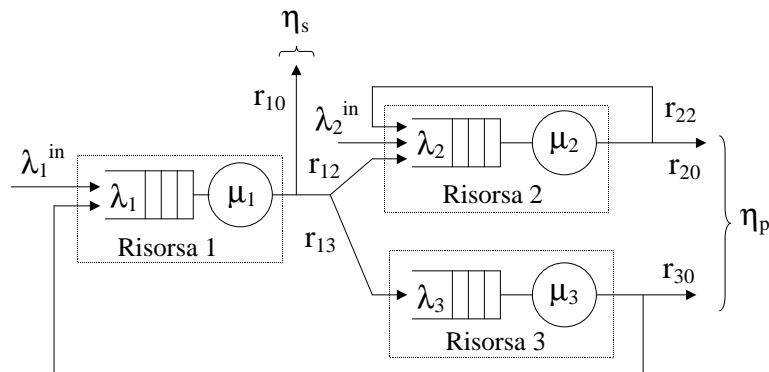 ηs
r10
λ1in
λ1
μ1
Risorsa 1
r12
r13
λ2in
λ2
μ2
Risorsa 2
r22
r20
λ3
μ3
Risorsa 3
r30
ηp